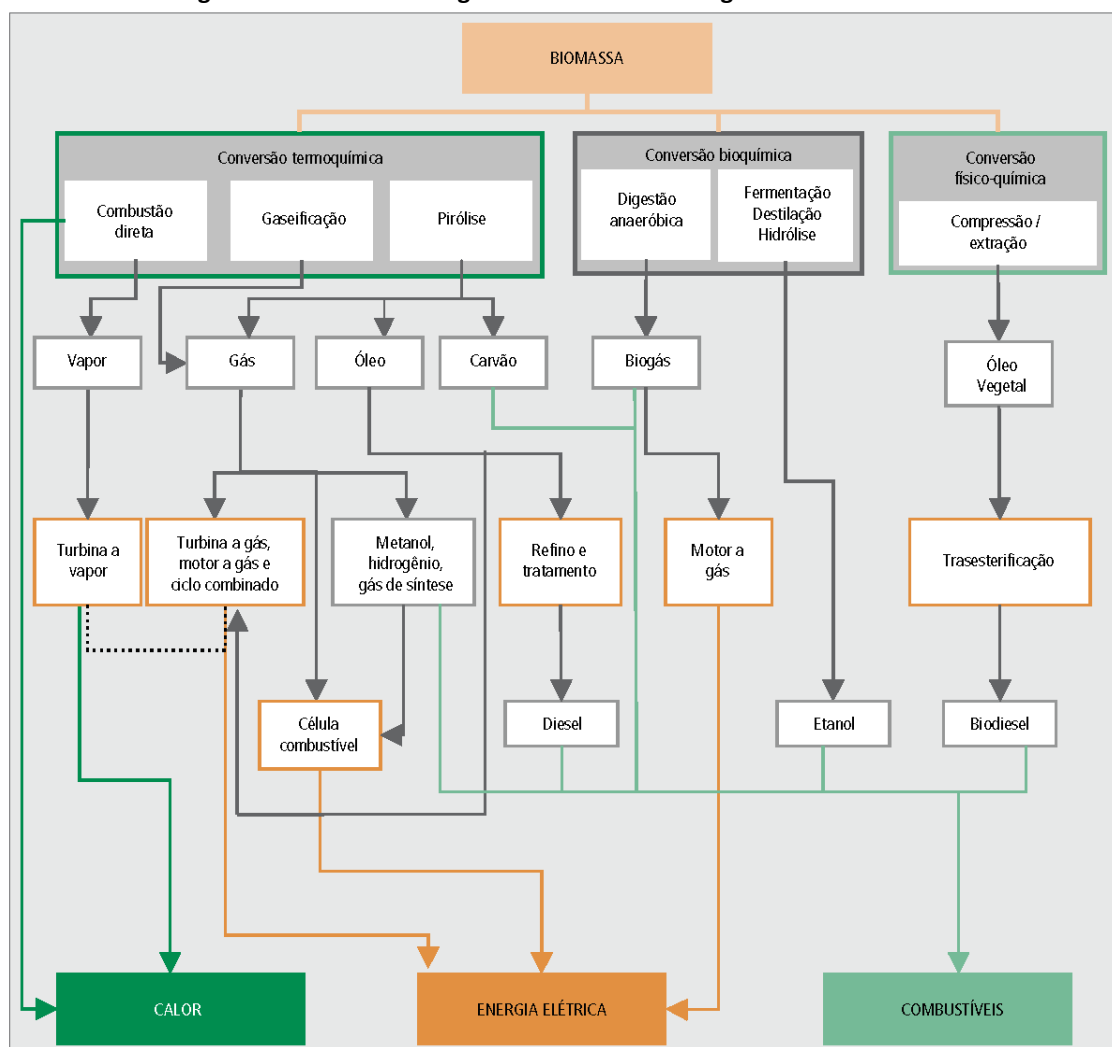 BIOMASSA
Conversão termoquímica
Combustão
direta
Gaseificação
Pirólise
Conversão bioquímica
Digestão
anaeróbica
Fermentação
Destilação
Hidrólise
Conversão
físico-química
Compressão /
extração
Vapor
Gás
Óleo
Carvão
Biogás
Óleo
Vegetal
Turbina a
vapor
Turbina a gás,
motor a gás e
ciclo combinado
Metanol,
hidrogênio,
gás de síntese
Refino e
tratamento
Motor a
gás
Trasesterificação
Célula
combustível
Diesel
Etanol
Biodiesel
CALOR
ENERGIA ELÉTRICA
COMBUSTÍVEIS